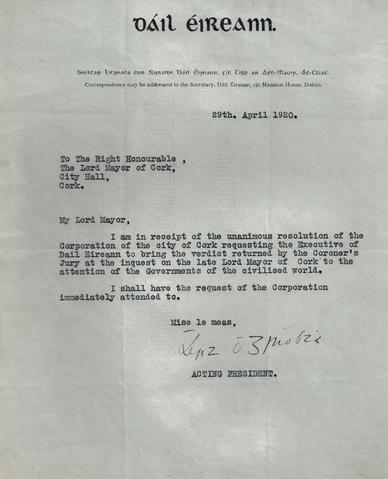 Dáil Éireann.
Correspondence may be addressed to the Secretary, Dáil Éireann, c/o Mansion House, Dublin.
29th. April 1920.
To The Right Honourable ,
The Lord Mayor of Cork,
City Hall,
Cork.
My Lord Mayor,
I am in receipt of the unanimous resolution of the
Corporation of the city of Cork requesting the Executive of
Dail Eireann to bring the verdict returned by the Coroner's
Jury at the inquest on the late Lord Mayor of Cork to the
attention of the Governments of the civilised world.
I shall have the request of the Corporation
immediately attended to.
Mise le meas,
ACTING PRESIDENT.